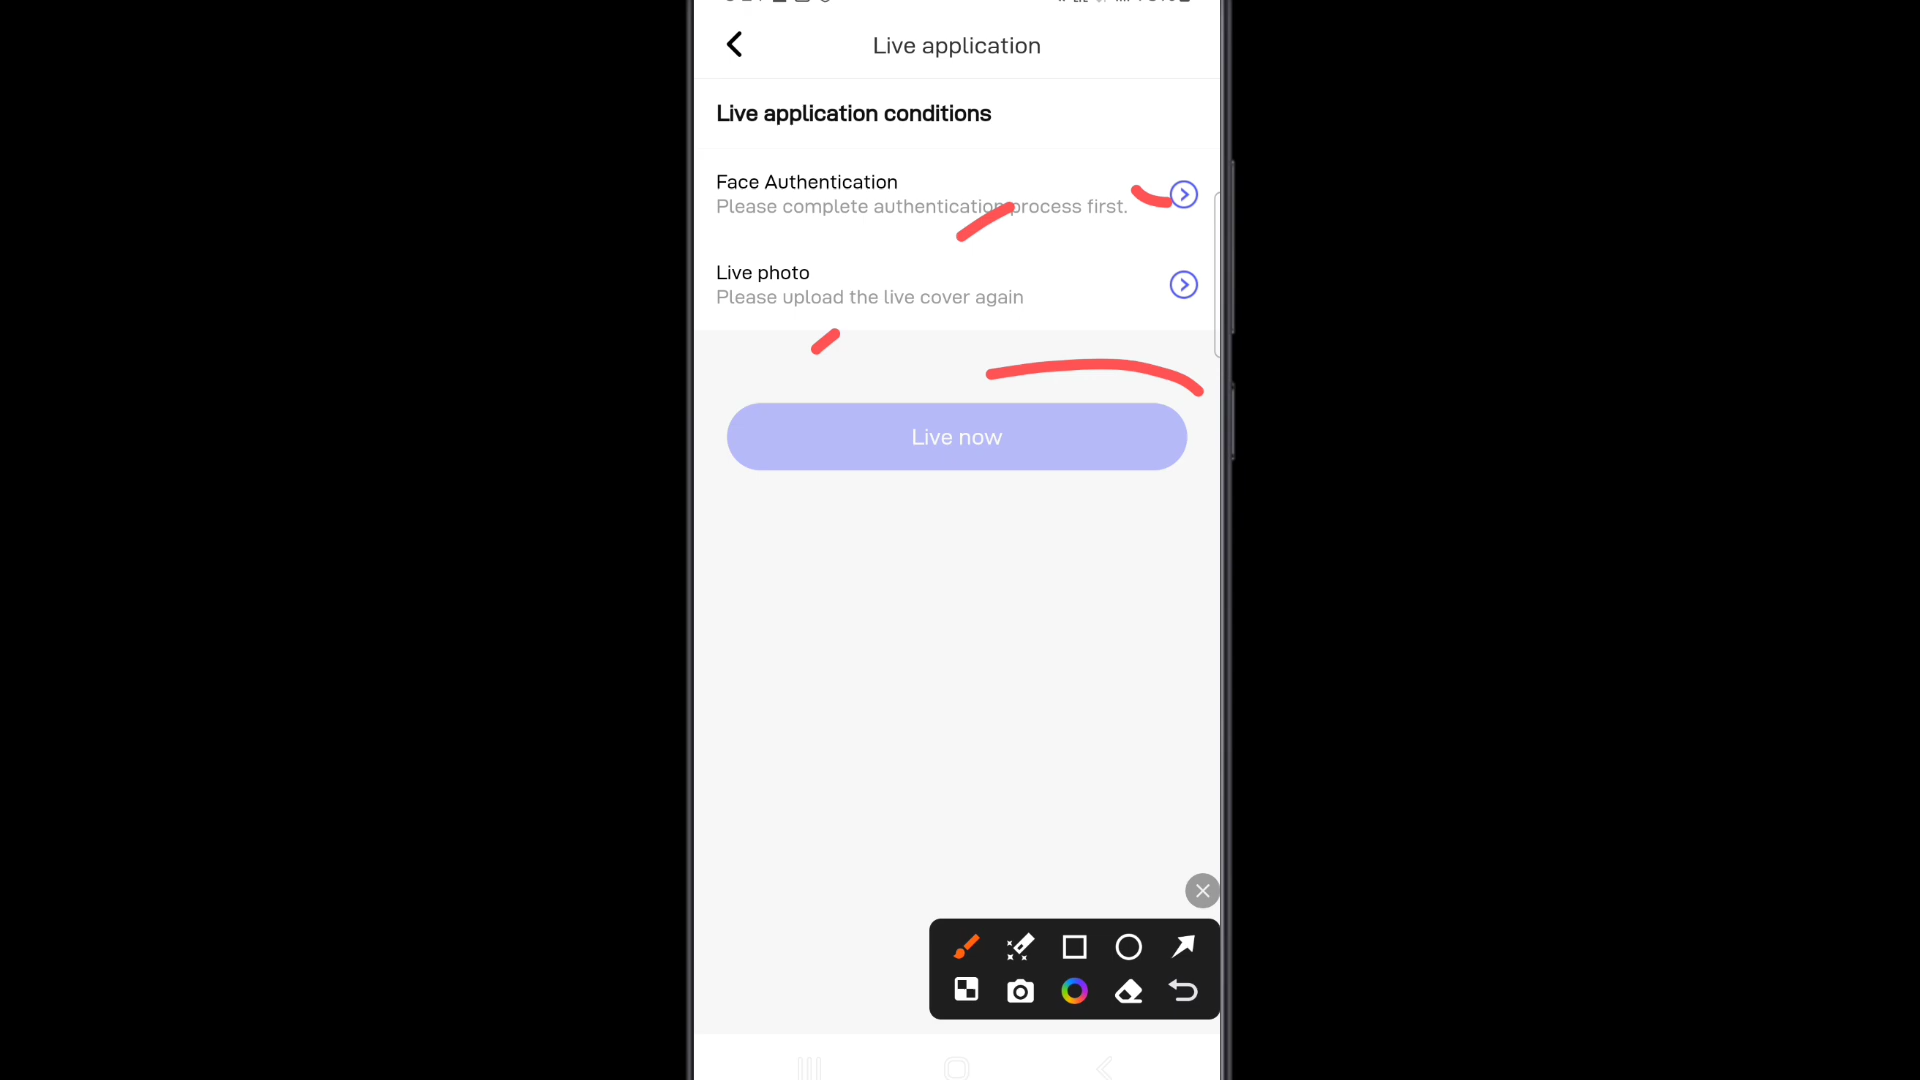 Live application
Live application conditions
Face Authentication
Please complete authentication process first.
Live photo
Please upload the live cover again
Live now